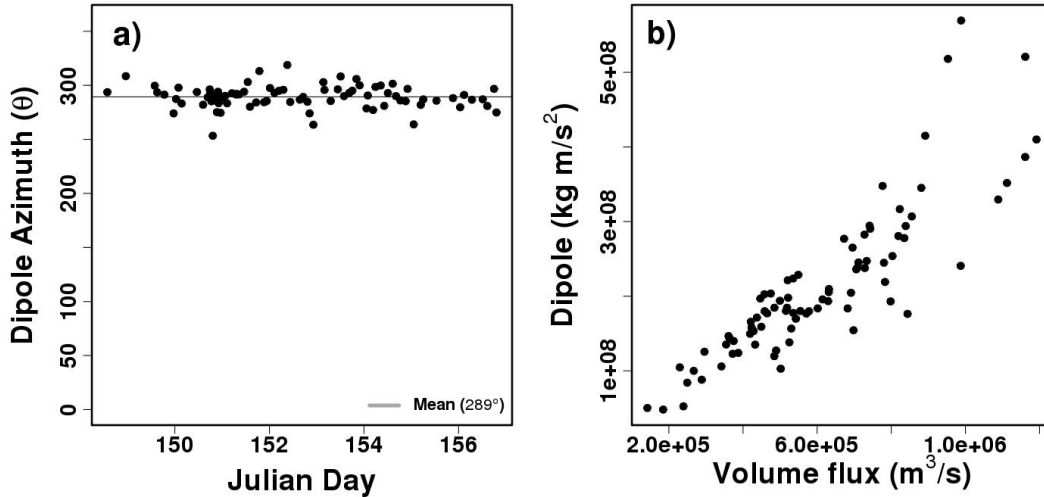 a)
Dipole Azimuth (θ)
300
200
100
50
0
Mean (289°)
150
152
154
156
Julian Day
b)
Dipole (kg m/s²)
5e+08
3e+08
1e+08
2.0e+05
6.0e+05
1.0e+06
Volume flux (m³/s)